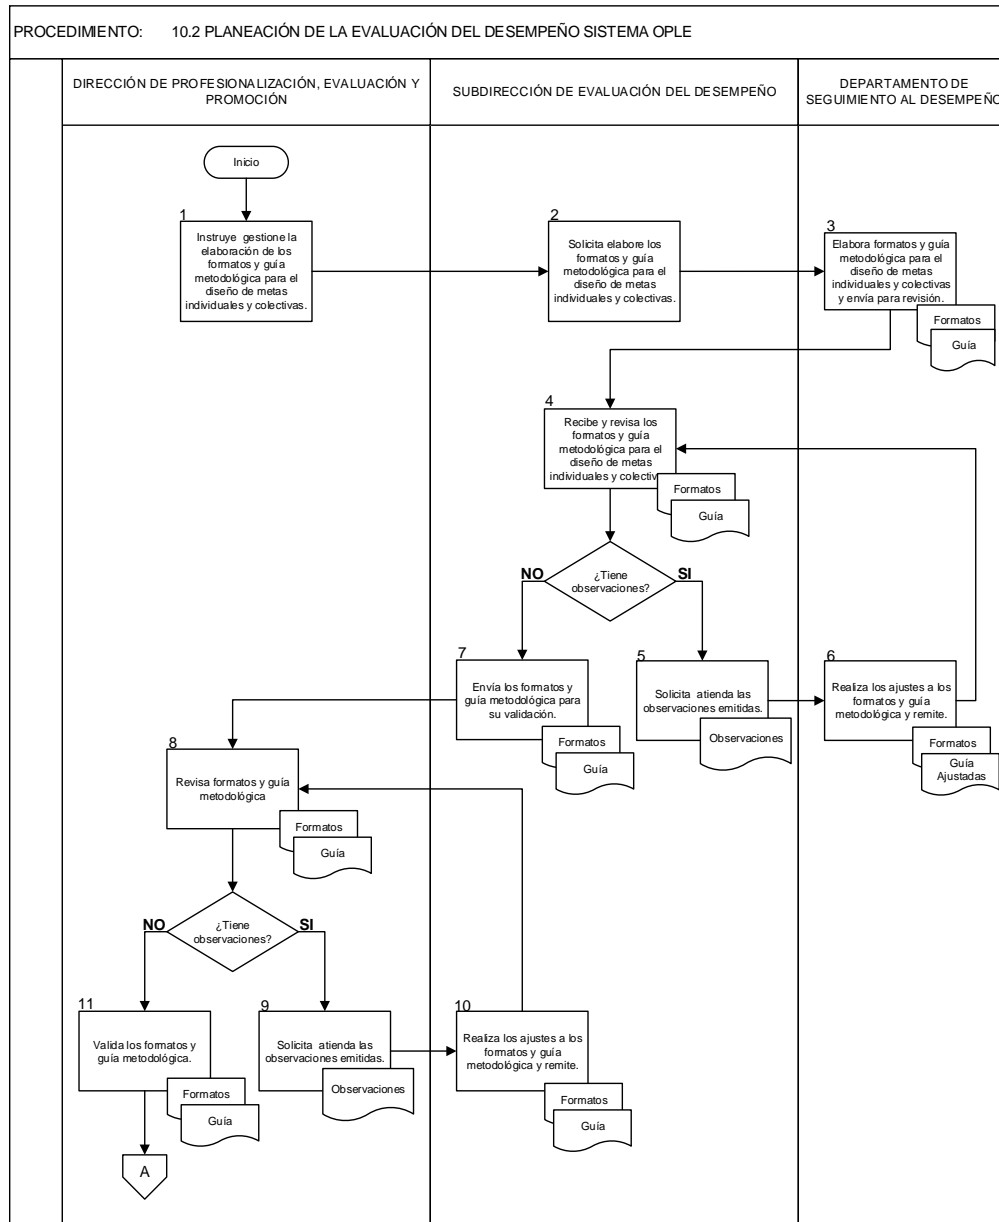 PROCEDIMIENTO: 10.2 PLANEACIÓN DE LA EVALUACIÓN DEL DESEMPEÑO SISTEMA OPLE
DIRECCIÓN DE PROFESIONALIZACIÓN, EVALUACIÓN Y
PROMOCIÓN
SUBDIRECCIÓN DE EVALUACIÓN DEL DESEMPEÑO
DEPARTAMENTO DE
SEGUIMIENTO AL DESEMPEÑO
Inicio
1
Instruye gestione la
elaboración de los
formatos y guía
metodológica para el
diseño de metas
individuales y colectivas.
2
Solicita elabore los
formatos y guía
metodológica para el
diseño de metas
individuales y colectivas.
3
Elabora formatos y guía
metodológica para el
diseño de metas
individuales y colectivas
y envía para revisión.
Formatos
Guía
4
Recibe y revisa los
formatos y guía
metodológica para el
diseño de metas
individuales y colectiv
Formatos
Guía
¿Tiene
observaciones?
NO
SI
7
Envía los formatos y
guía metodológica para
su validación.
Formatos
Guía
5
Solicita atienda las
observaciones emitidas.
Observaciones
6
Realiza los ajustes a los
formatos y guía
metodológica y remite.
Formatos
Guía
Ajustadas
8
Revisa formatos y guía
metodológica
Formatos
Guía
¿Tiene
observaciones?
NO
SI
11
Valida los formatos y
guía metodológica.
Formatos
Guía
9
Solicita atienda las
observaciones emitidas.
Observaciones
10
Realiza los ajustes a los
formatos y guía
metodológica y remite.
Formatos
Guía
A